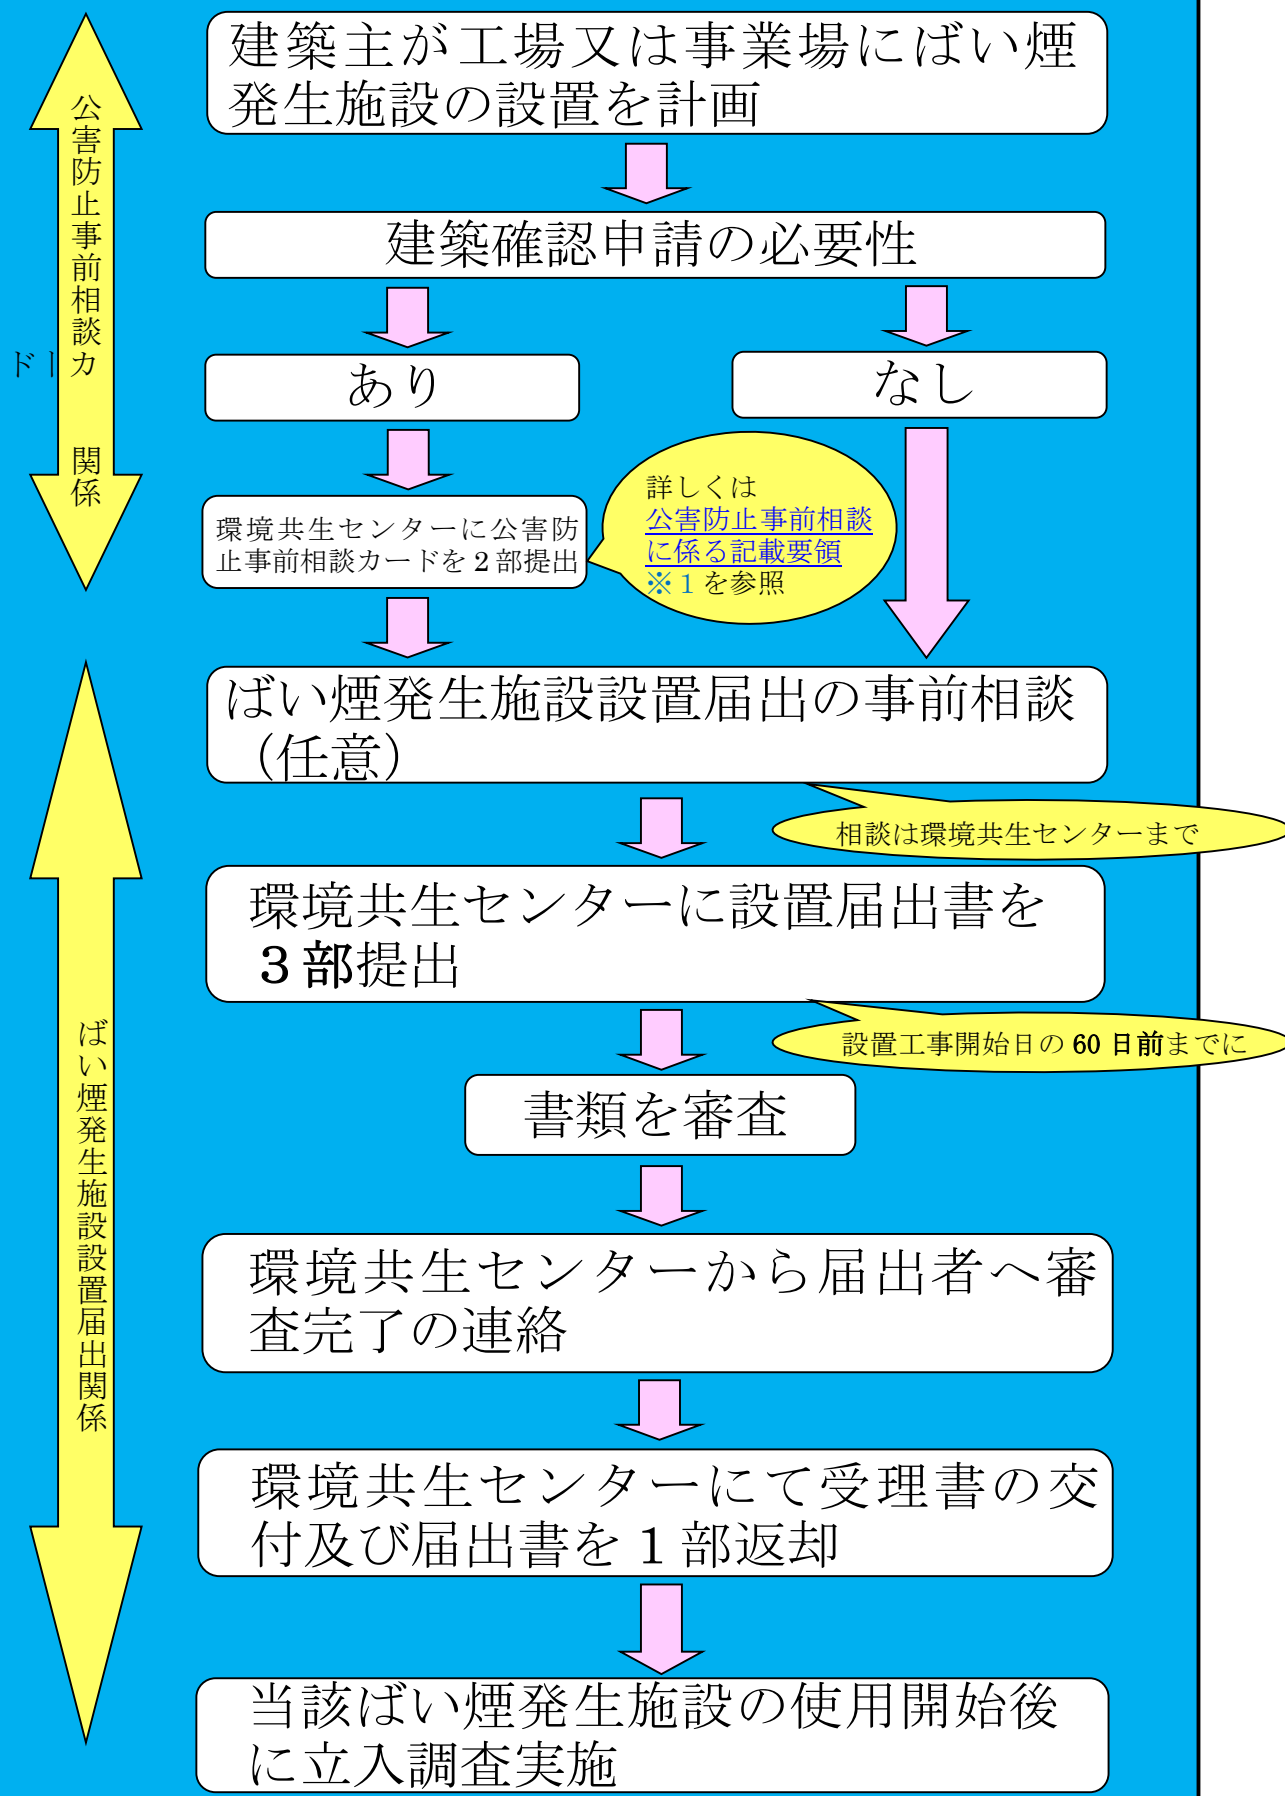 建築主が工場又は事業場にばい煙
発生施設の設置を計画
公害防止事前相談カード
関係
建築確認申請の必要性
あり
なし
環境共生センターに公害防
止事前相談カードを２部提出
詳しくは
公害防止事前相談
に係る記載要領
※１を参照
ばい煙発生施設設置届出の事前相談
（任意）
相談は環境共生センターまで
環境共生センターに設置届出書を
３部提出
設置工事開始日の 60 日前までに
ばい煙発生施設設置届出関係
書類を審査
環境共生センターから届出者へ審
査完了の連絡
環境共生センターにて受理書の交
付及び届出書を１部返却
当該ばい煙発生施設の使用開始後
に立入調査実施